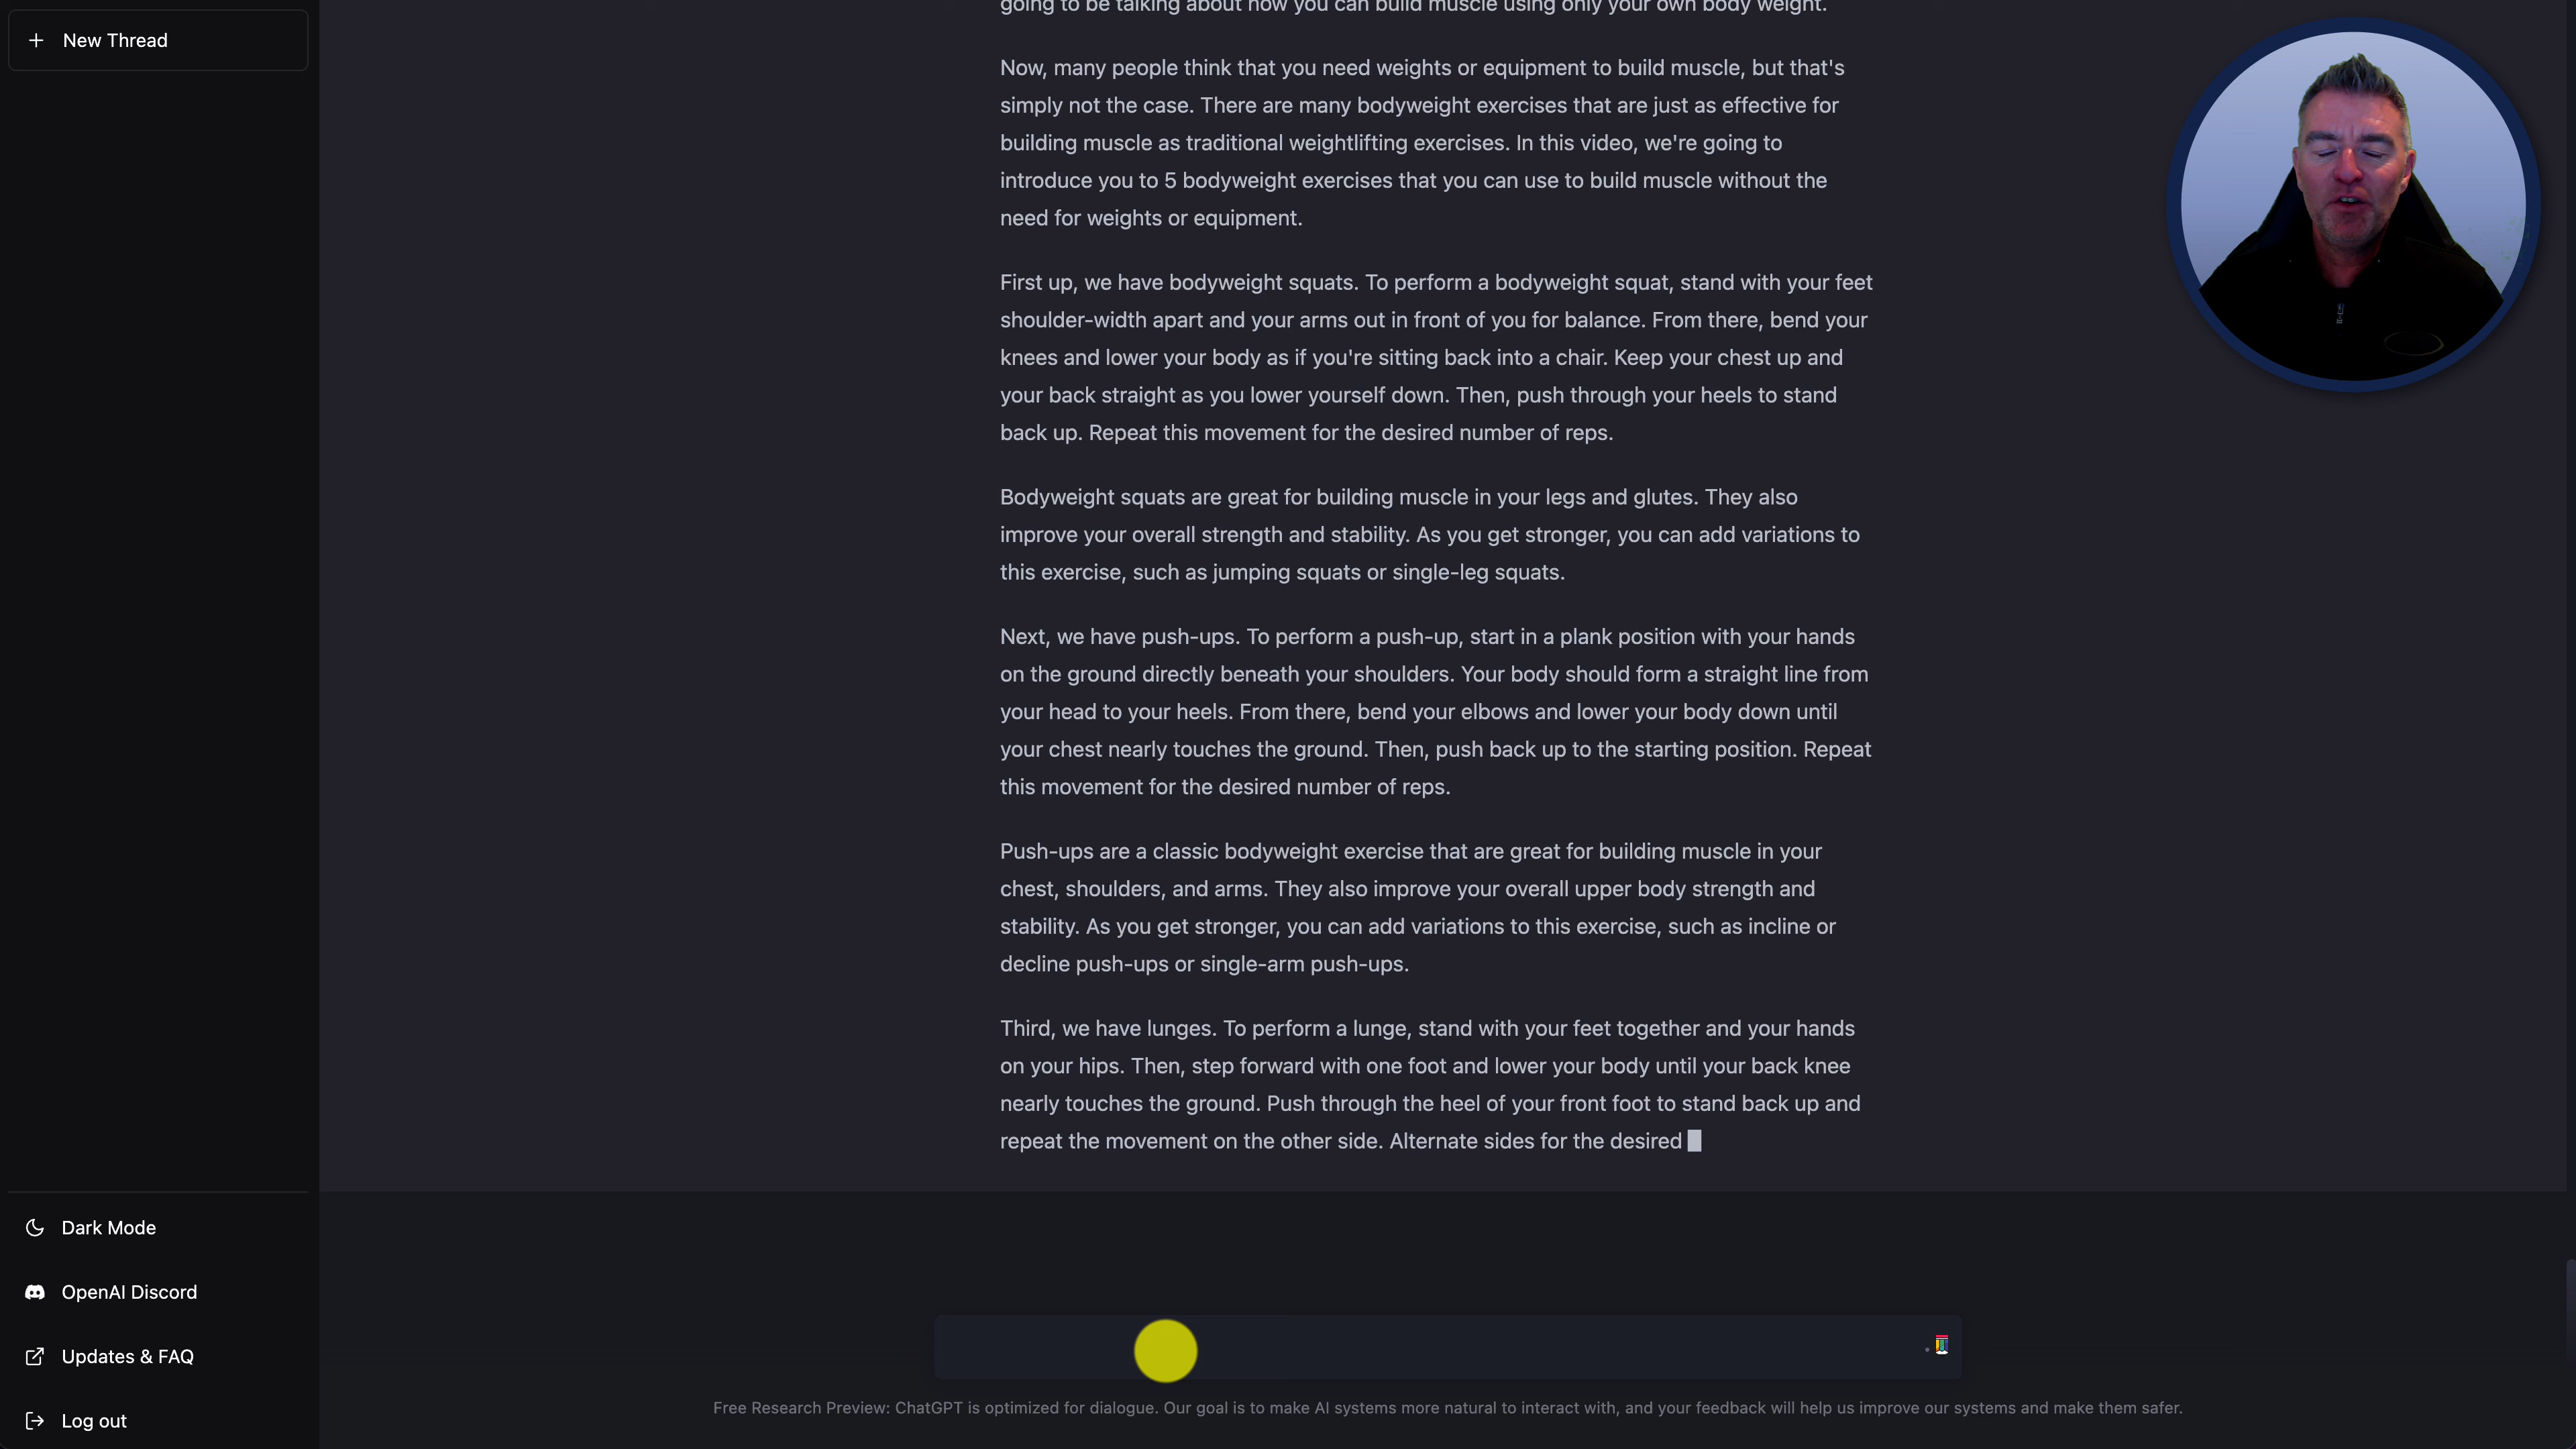 New Thread
going to be talking about how you can build muscle using only your own body weight.
Now, many people think that you need weights or equipment to build muscle, but that's
simply not the case. There are many bodyweight exercises that are just as effective for
building muscle as traditional weightlifting exercises. In this video, we're going to
introduce you to 5 bodyweight exercises that you can use to build muscle without the
need for weights or equipment.
First up, we have bodyweight squats. To perform a bodyweight squat, stand with your feet
shoulder-width apart and your arms out in front of you for balance. From there, bend your
knees and lower your body as if you're sitting back into a chair. Keep your chest up and
your back straight as you lower yourself down. Then, push through your heels to stand
back up. Repeat this movement for the desired number of reps.
Bodyweight squats are great for building muscle in your legs and glutes. They also
improve your overall strength and stability. As you get stronger, you can add variations to
this exercise, such as jumping squats or single-leg squats.
Next, we have push-ups. To perform a push-up, start in a plank position with your hands
on the ground directly beneath your shoulders. Your body should form a straight line from
your head to your heels. From there, bend your elbows and lower your body down until
your chest nearly touches the ground. Then, push back up to the starting position. Repeat
this movement for the desired number of reps.
Push-ups are a classic bodyweight exercise that are great for building muscle in your
chest, shoulders, and arms. They also improve your overall upper body strength and
stability. As you get stronger, you can add variations to this exercise, such as incline or
decline push-ups or single-arm push-ups.
Third, we have lunges. To perform a lunge, stand with your feet together and your hands
on your hips. Then, step forward with one foot and lower your body until your back knee
nearly touches the ground. Push through the heel of your front foot to stand back up and
repeat the movement on the other side. Alternate sides for the desired
Dark Mode
OpenAI Discord
Updates & FAQ
Log out
Free Research Preview: ChatGPT is optimized for dialogue. Our goal is to make AI systems more natural to interact with, and your feedback will help us improve our systems and make them safer.